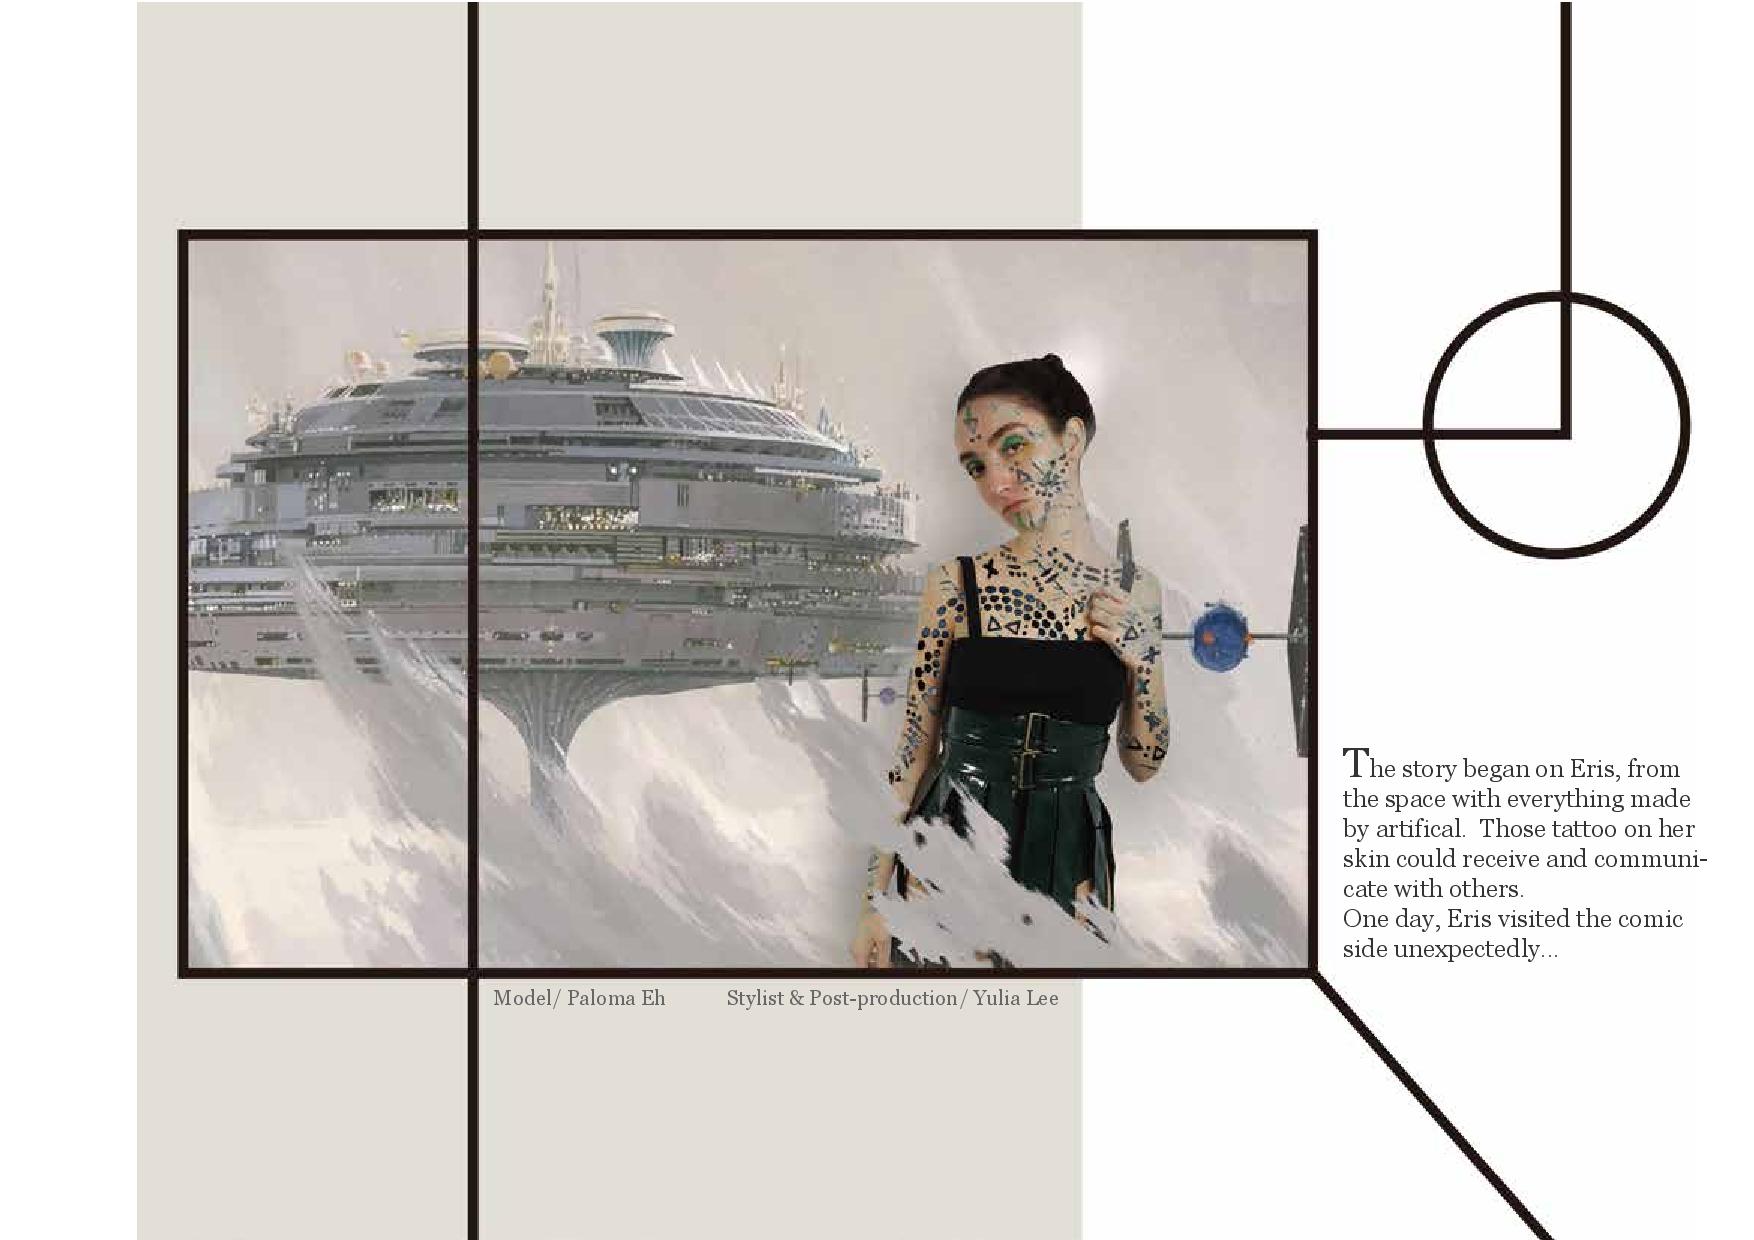 The story began on Eris, from
the space with everything made
by artifical.  Those tattoo on her
skin could receive and communi-
cate with others.
One day, Eris visited the comic
side unexpectedly...
Model/ Paloma Eh
Stylist & Post-production/ Yulia Lee